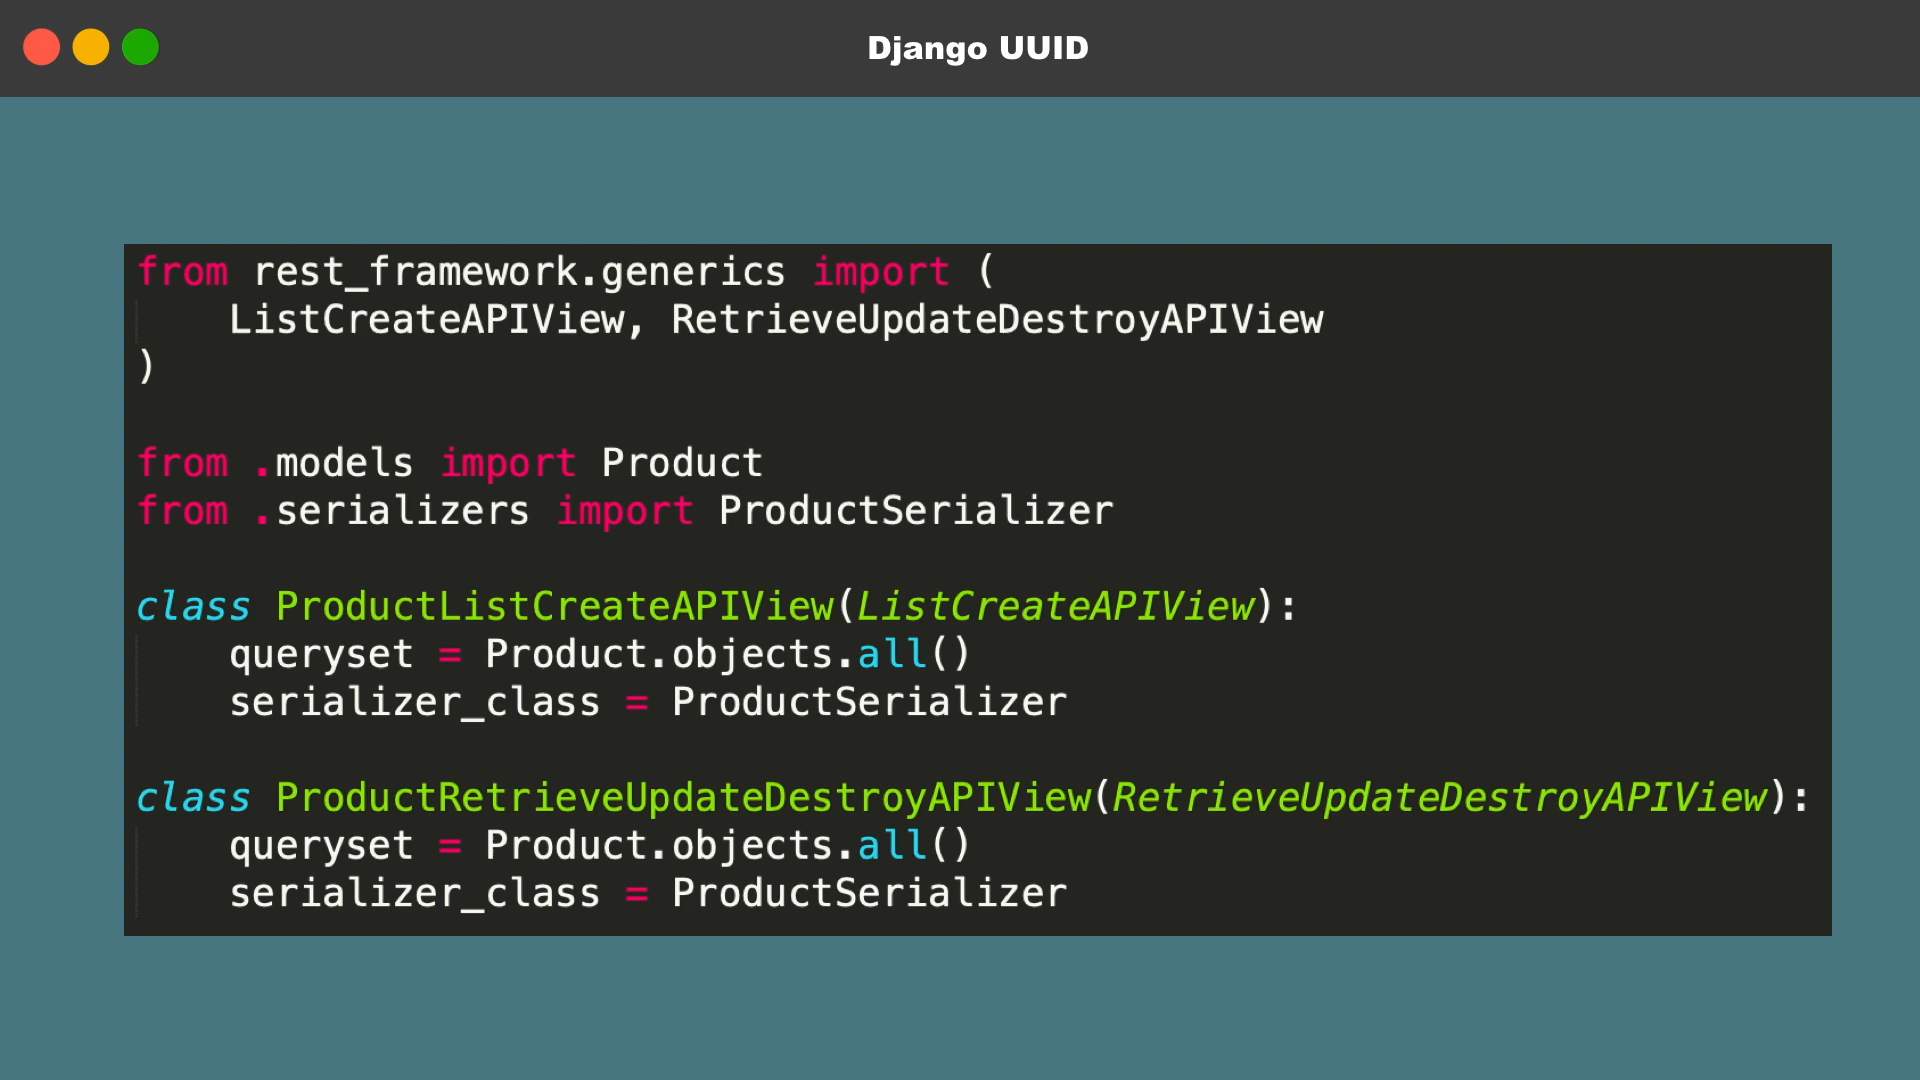 Django UUID
from rest_framework.generics import (
    ListCreateAPIView, RetrieveUpdateDestroyAPIView
)
from .models import Product
from .serializers import ProductSerializer
class ProductListCreateAPIView(ListCreateAPIView):
    queryset = Product.objects.all()
    serializer_class = ProductSerializer
class ProductRetrieveUpdateDestroyAPIView(RetrieveUpdateDestroyAPIView):
    queryset = Product.objects.all()
    serializer_class = ProductSerializer